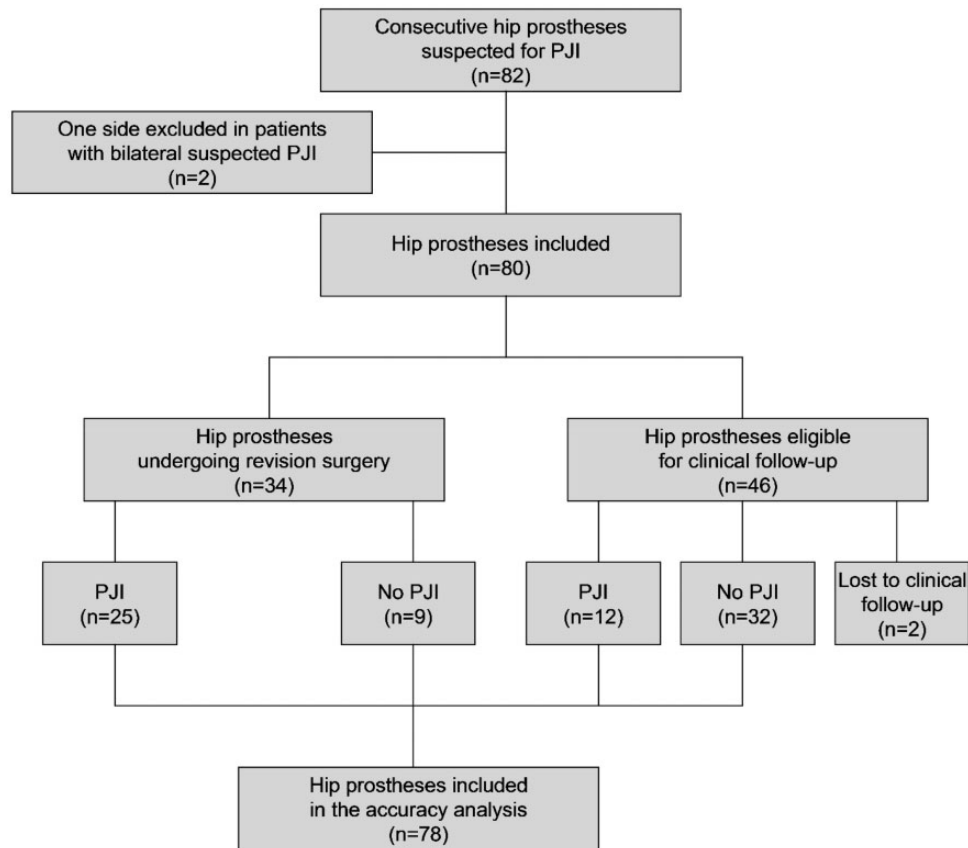 Consecutive hip prostheses
suspected for PJI
(n=82)
One side excluded in patients
with bilateral suspected PJI
(n=2)
Hip prostheses included
(n=80)
Hip prostheses
undergoing revision surgery
(n=34)
Hip prostheses eligible
for clinical follow-up
(n=46)
PJI
(n=25)
No PJI
(n=9)
PJI
(n=12)
No PJI
(n=32)
Lost to clinical
follow-up
(n=2)
Hip prostheses included
in the accuracy analysis
(n=78)